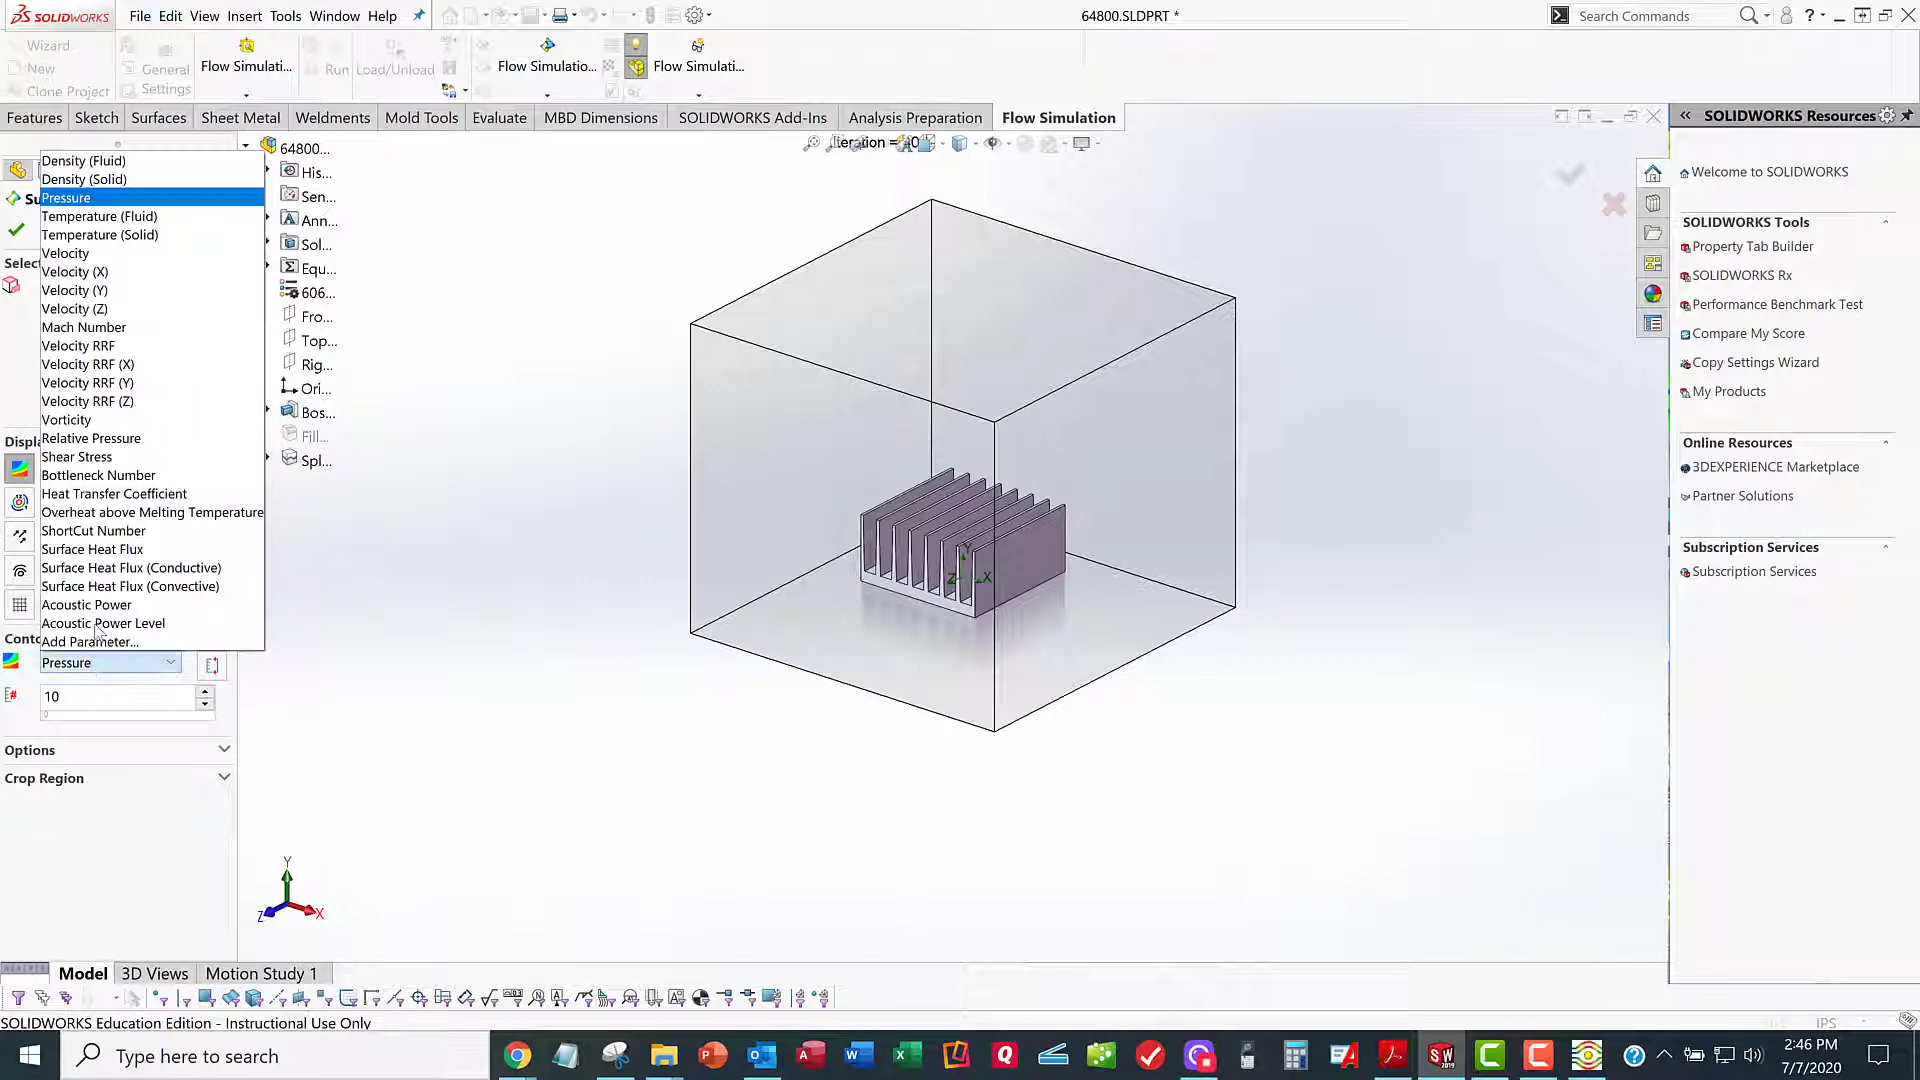 SOLIDWORKS File Edit View Insert Tools Window Help 64800.SLDPRT * Search Commands
Wizard
New
Clone Project
General Settings
Flow Simulati...
Run
Load/Unload
Flow Simulatio...
Flow Simulati...
Features Sketch Surfaces Sheet Metal Weldments Mold Tools Evaluate MBD Dimensions SOLIDWORKS Add-Ins Analysis Preparation Flow Simulation
Su
Selec
Displa
Conto
Density (Fluid)
Density (Solid)
Pressure
Temperature (Fluid)
Temperature (Solid)
Velocity
Velocity (X)
Velocity (Y)
Velocity (Z)
Mach Number
Velocity RRF
Velocity RRF (X)
Velocity RRF (Y)
Velocity RRF (Z)
Vorticity
Relative Pressure
Shear Stress
Bottleneck Number
Heat Transfer Coefficient
Overheat above Melting Temperature
ShortCut Number
Surface Heat Flux
Surface Heat Flux (Conductive)
Surface Heat Flux (Convective)
Acoustic Power
Acoustic Power Level
Add Parameter...
Pressure
10
0
Options
Crop Region
64800...
His...
Sen...
Ann...
Sol...
Equ...
606...
Fro...
Top...
Rig...
Ori...
Bos...
Fill...
Spl...
Iteration =
Y
Z X
Y
Z X
SOLIDWORKS Resources
Welcome to SOLIDWORKS
SOLIDWORKS Tools
Property Tab Builder
SOLIDWORKS Rx
Performance Benchmark Test
Compare My Score
Copy Settings Wizard
My Products
Online Resources
3DEXPERIENCE Marketplace
Partner Solutions
Subscription Services
Subscription Services
Model 3D Views Motion Study 1
SOLIDWORKS Education Edition - Instructional Use Only
IPS
Type here to search
2:46 PM
7/7/2020